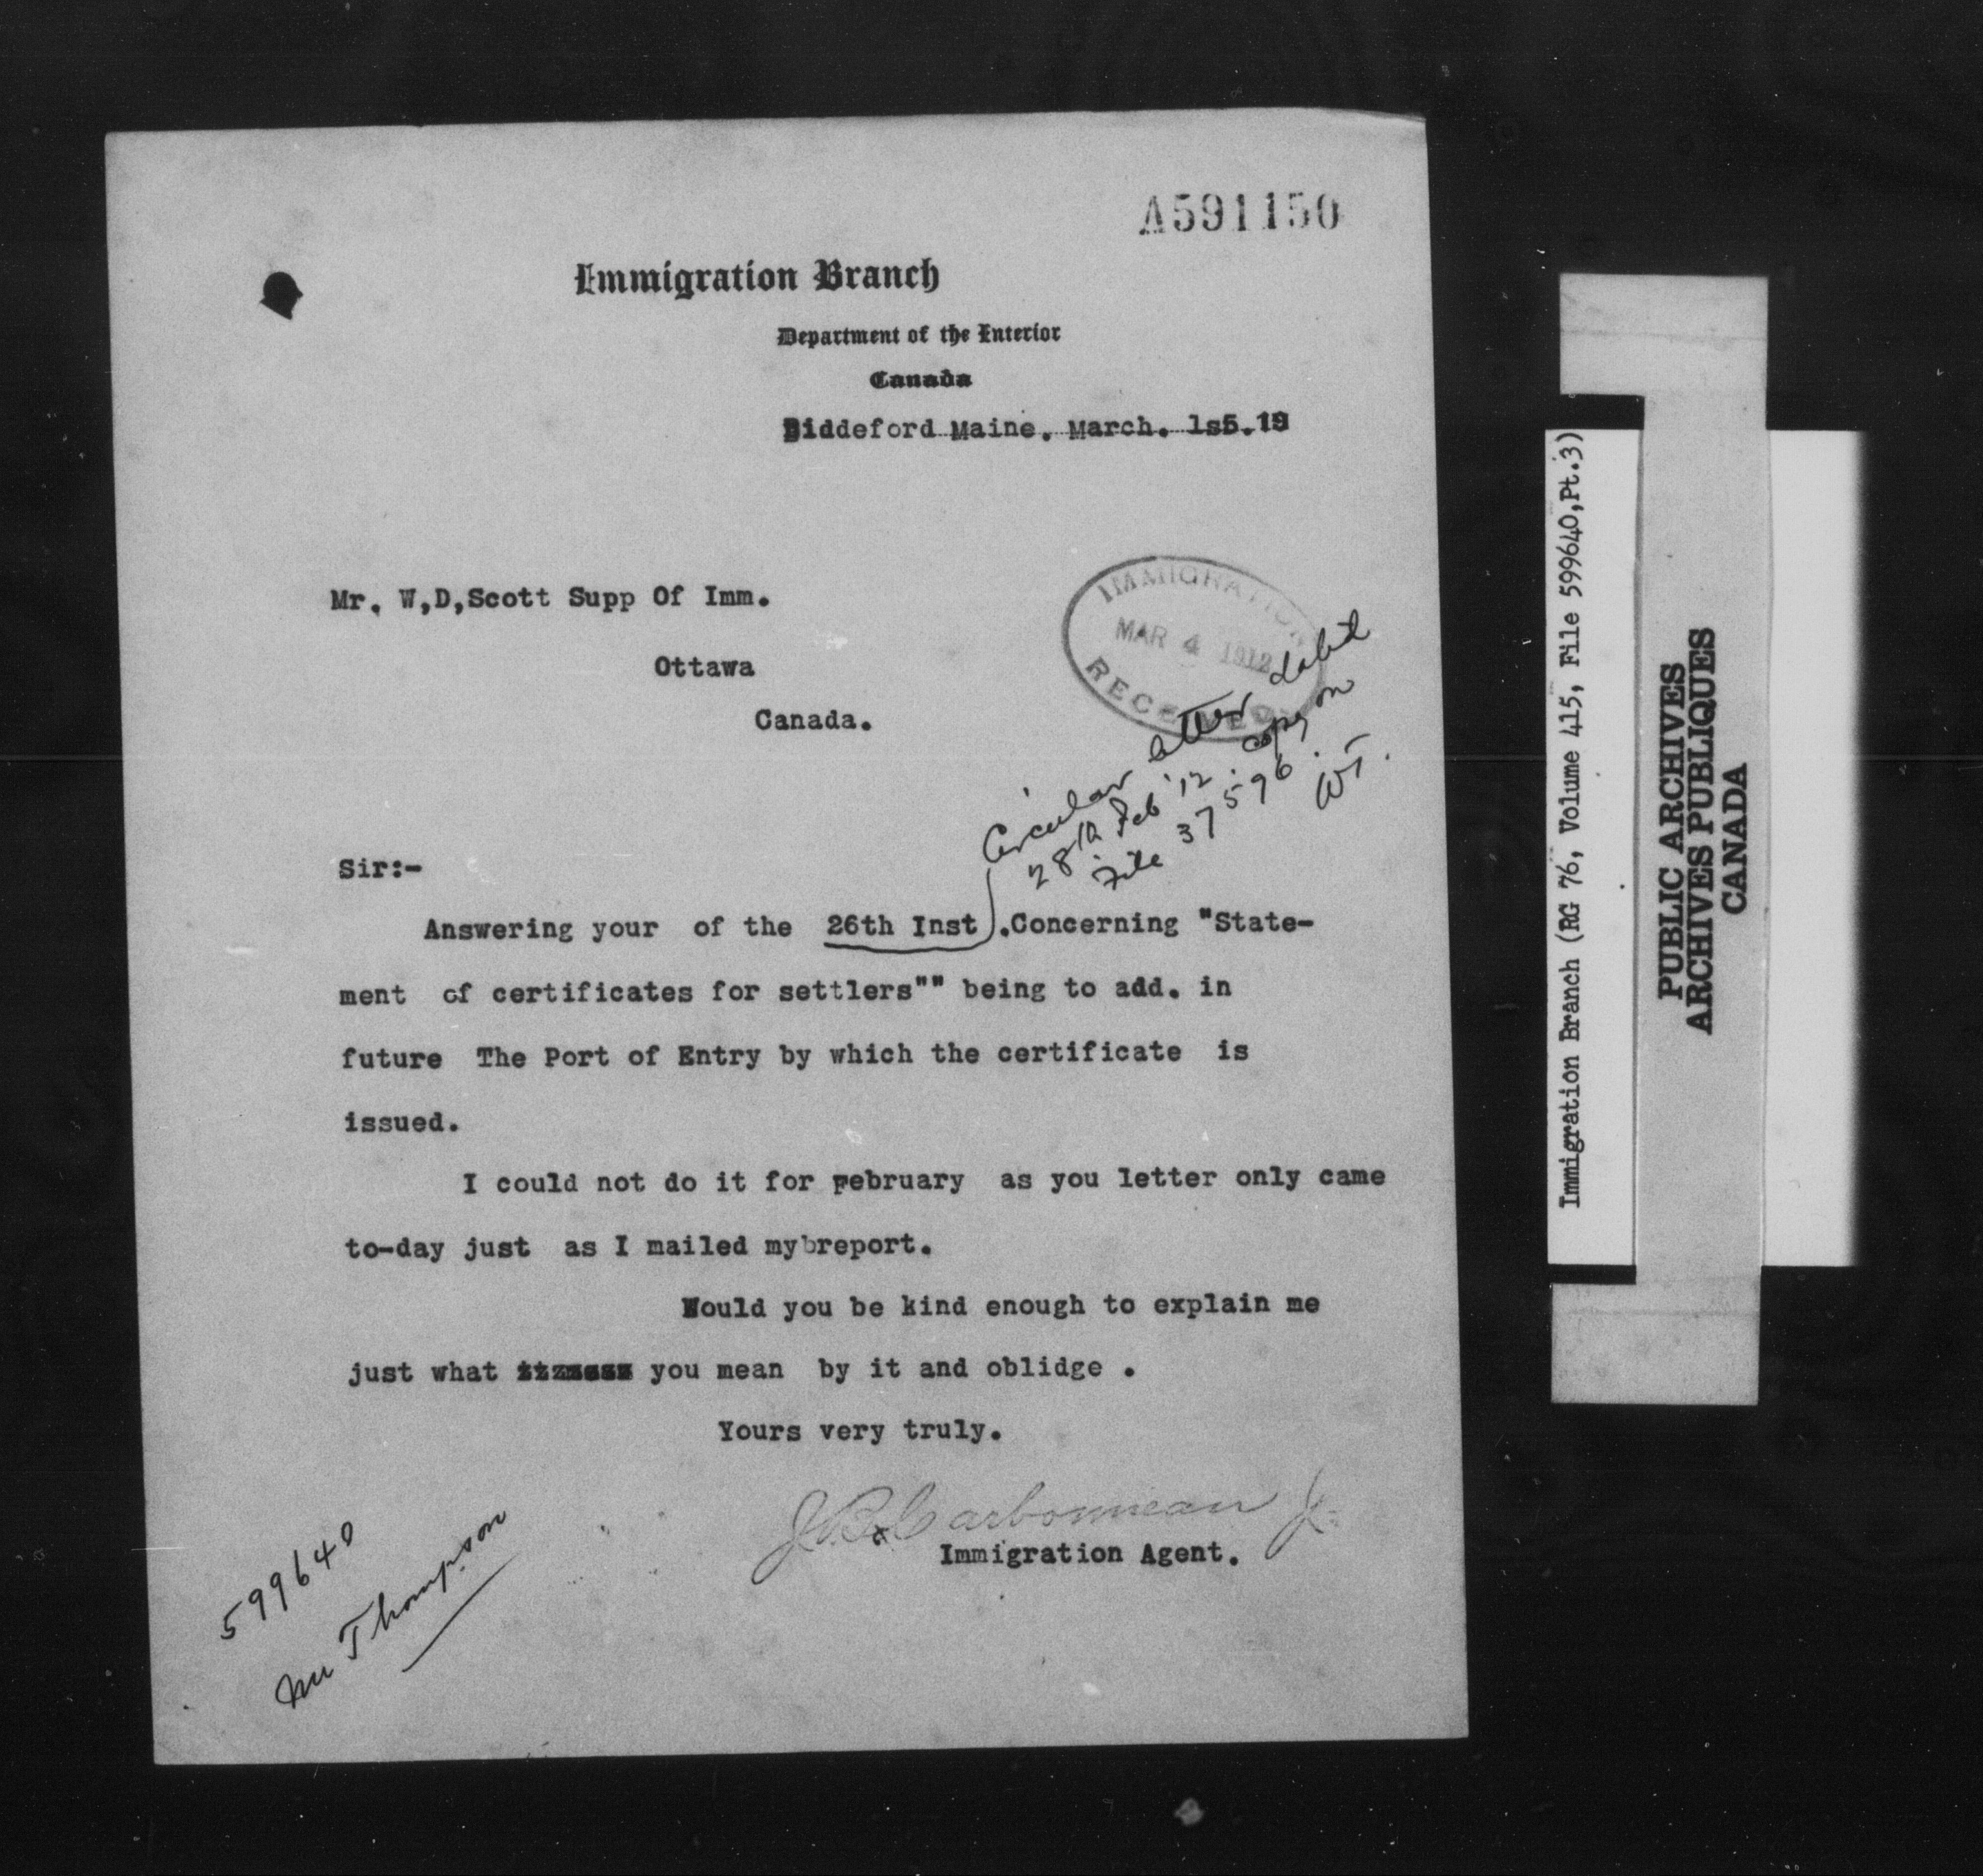 A591150
Immigration Branch
Department of the Interior
Canada
Biddeford Maine. March. 1s5.19
IMMIGRATION
MAR 4 1912
RECEIVED
Mr. W,D,Scott Supp Of Imm.
Ottawa
Canada.
Circular letter dated
28th Feb '12. copy on
File 37596.
WT.
Sir:-
Answering your of the 26th Inst.Concerning "State-
ment of certificates for settlers"" being to add. in
future The Port of Entry by which the certificate is
issued.
I could not do it for February as you letter only came
to-day just as I mailed mybreport.
Would you be kind enough to explain me
just what you mean by it and oblidge .
Yours very truly.
J.B. Carbonneau Jr
Immigration Agent.
599640
Mr Thompson
Immigration Branch (RG 76, Volume 415, File 599640,Pt.3)
PUBLIC ARCHIVES
ARCHIVES PUBLIQUES
CANADA